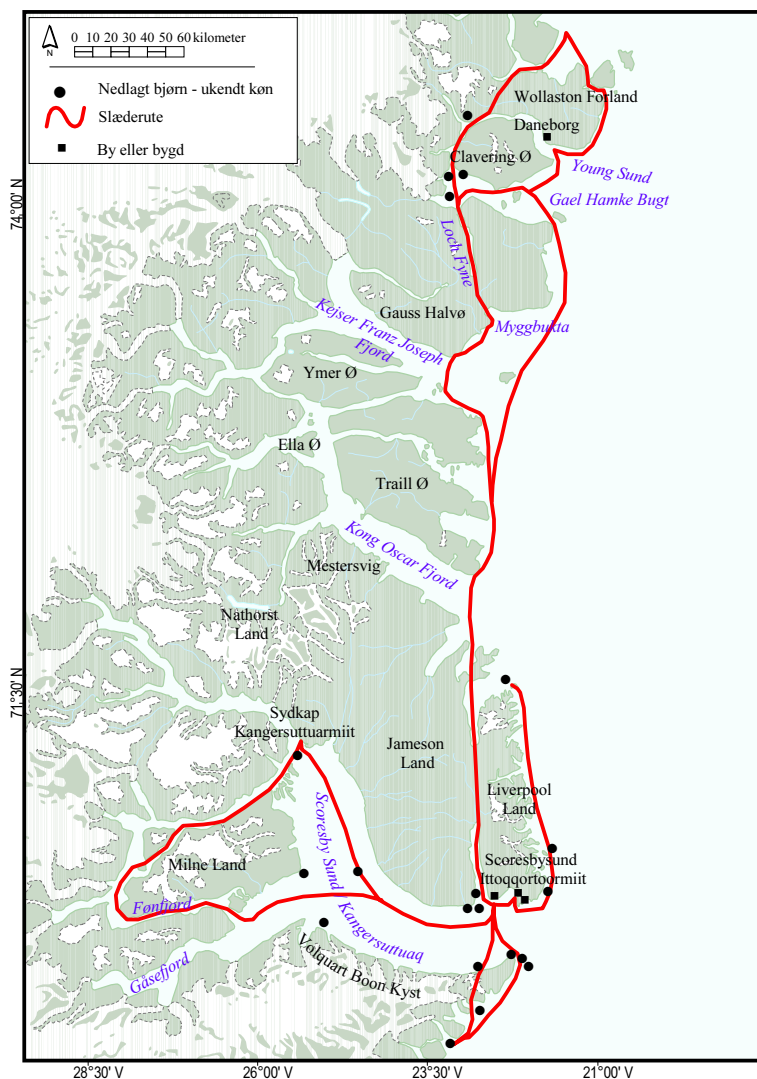 0 10 20 30 40 50 60 kilometer
N
Nedlagt bjørn - ukendt køn
Slæderute
By eller bygd
Wollaston Forland
Daneborg
Clavering Ø
Young Sund
Gael Hamke Bugt
74°00' N
Loch Fyne
Gauss Halvø
Myggbukta
Kejser Franz Joseph
Fjord
Ymer Ø
Ella Ø
Traill Ø
Kong Oscar Fjord
Mestersvig
Nathorst
Land
71°30' N
Sydkap
Kangersuttuarmiit
Jameson
Land
Liverpool
Land
Scoresby Sund
Scoresbysund
Ittoqqortoormiit
Milne Land
Fønfjord
Kangersuttuaq
Volquart Boon Kyst
Gåsefjord
28°30' V
26°00' V
23°30' V
21°00' V